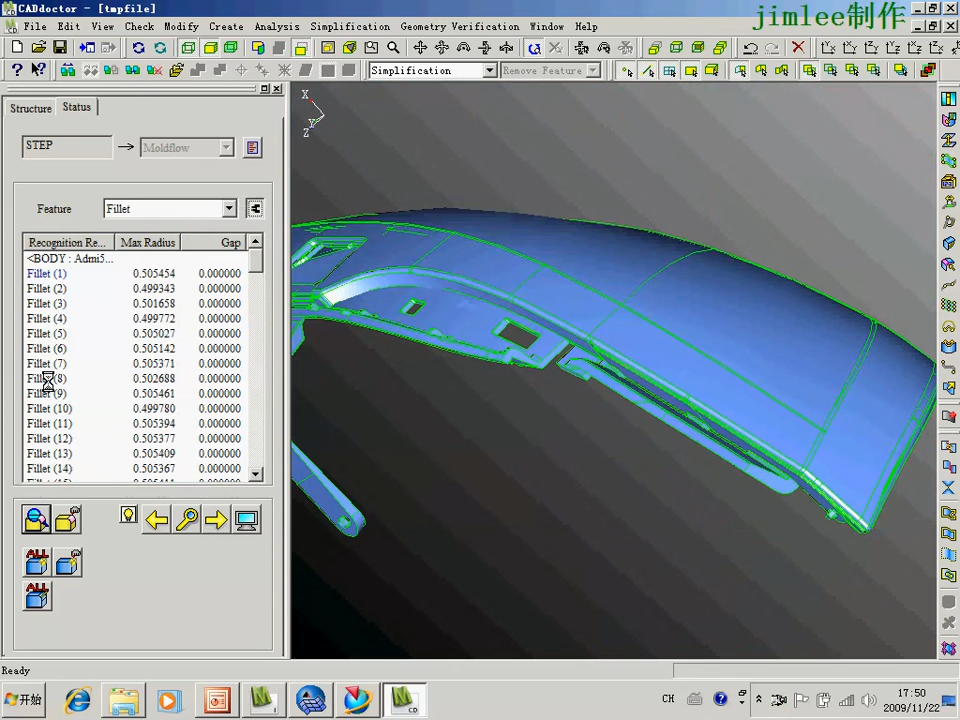 CADdoctor - [tmpfile]
jimlee制作
File Edit View Check Modify Create Analysis Simplification Geometry Verification Window Help
Simplification
Remove Feature
Structure Status
STEP
Moldflow
Feature Fillet
Recognition Re... Max Radius Gap
<BODY : Admi5...
Fillet (1) 0.505454 0.000000
Fillet (2) 0.499343 0.000000
Fillet (3) 0.501658 0.000000
Fillet (4) 0.499772 0.000000
Fillet (5) 0.505027 0.000000
Fillet (6) 0.505142 0.000000
Fillet (7) 0.505371 0.000000
(8) 0.502688 0.000000
(9) 0.505461 0.000000
Fillet (10) 0.499780 0.000000
Fillet (11) 0.505394 0.000000
Fillet (12) 0.505377 0.000000
Fillet (13) 0.505409 0.000000
Fillet (14) 0.505367 0.000000
X
Y
Z
ALL
ALL
Ready
开始
CH
17:50
2009/11/22